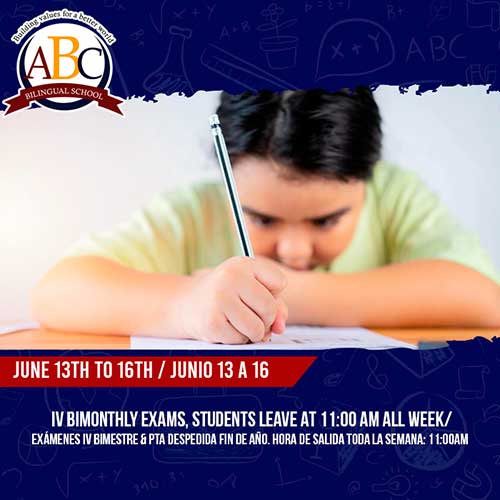 Building values for a better world
ABC
BILINGUAL SCHOOL
x+y
ABC
JUNE 13TH TO 16TH / JUNIO 13 A 16
IV BIMONTHLY EXAMS, STUDENTS LEAVE AT 11:00 AM ALL WEEK/
EXÁMENES IV BIMESTRE & PTA DESPEDIDA FIN DE AÑO. HORA DE SALIDA TODA LA SEMANA: 11:00AM